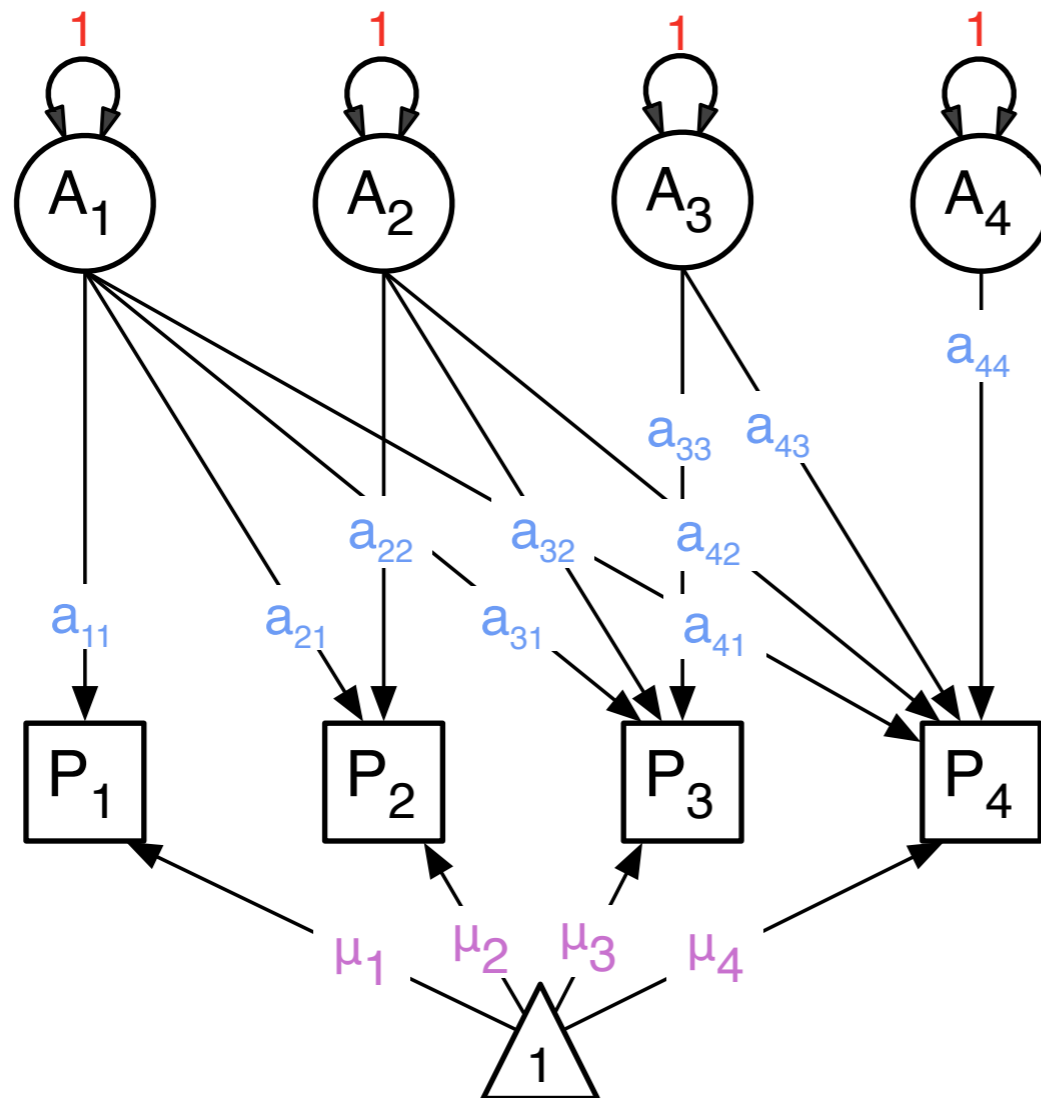 1 1 1 1
A₁ A₂ A₃ A₄
a₄₄
a₃₃ a₄₃
a₂₂ a₃₂ a₄₂
a₁₁ a₂₁ a₃₁ a₄₁
P₁ P₂ P₃ P₄
μ₁ μ₂ μ₃ μ₄
1